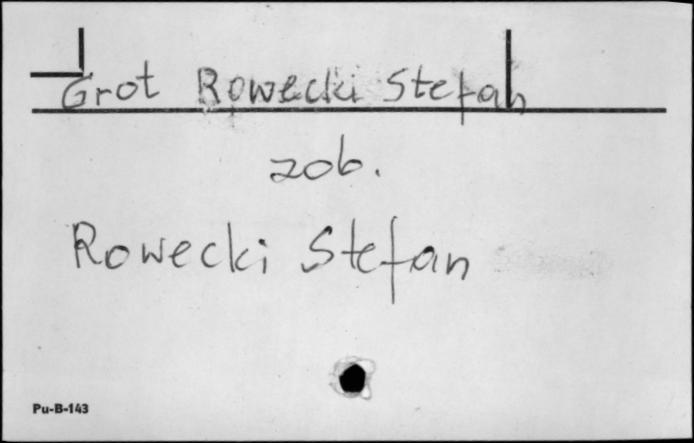 Grot Rowecki Stefan
zob.
Rowecki Stefan
Pu-B-143